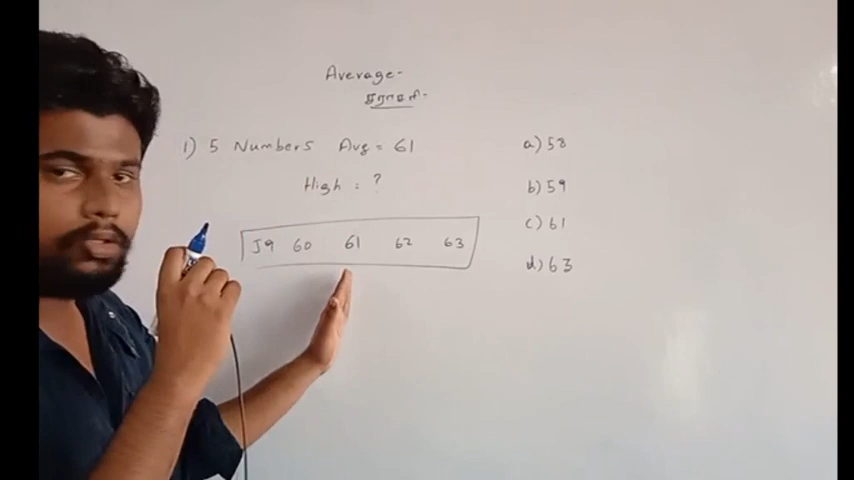 Average-
சராசரி-
1) 5 Numbers Avg = 61
High = ?
59 60 61 62 63
a) 58
b) 59
c) 61
d) 63